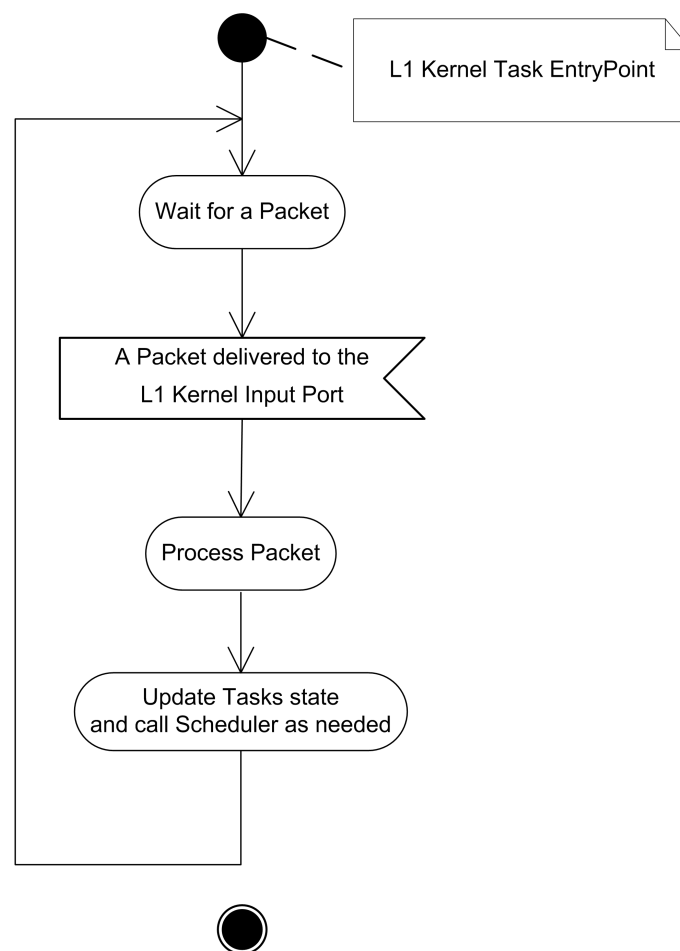 L1 Kernel Task EntryPoint
Wait for a Packet
A Packet delivered to the
L1 Kernel Input Port
Process Packet
Update Tasks state
and call Scheduler as needed